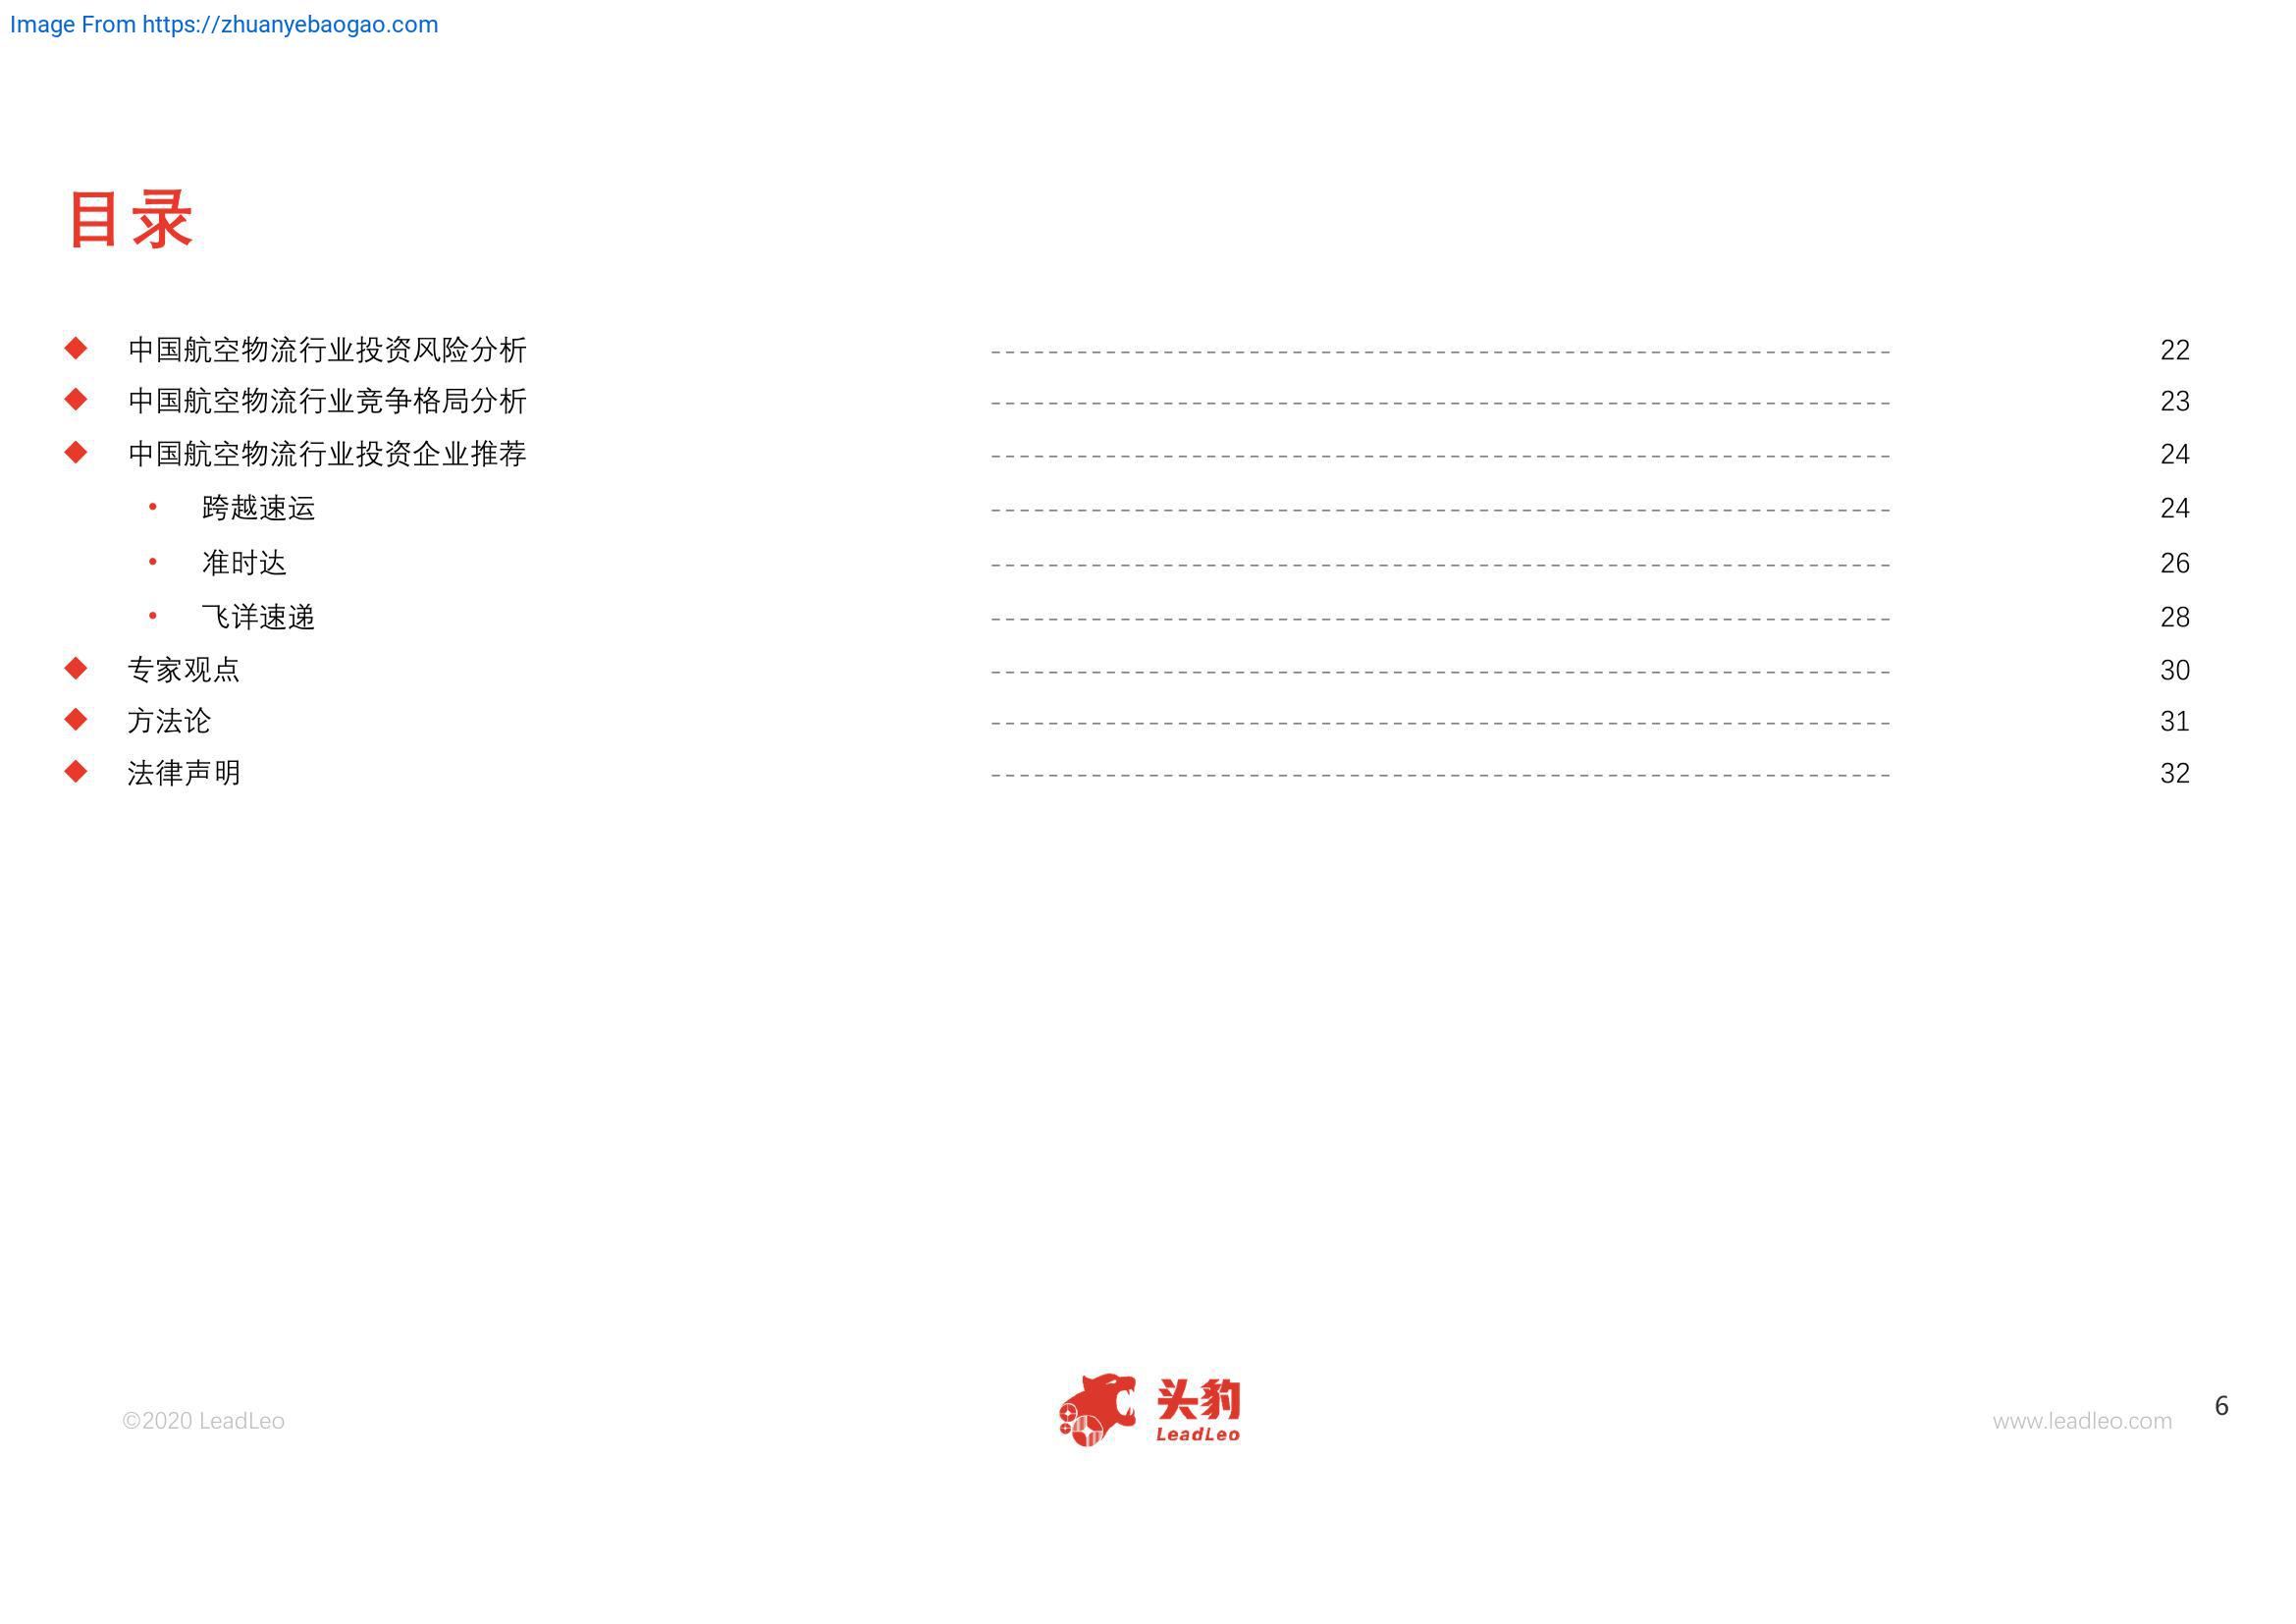 Image From https://zhuanyebaogao.com
目录
中国航空物流行业投资风险分析 22
中国航空物流行业竞争格局分析 23
中国航空物流行业投资企业推荐 24
跨越速运 24
准时达 26
飞详速递 28
专家观点 30
方法论 31
法律声明 32
©2020 LeadLeo
头豹
LeadLeo
www.leadleo.com
6